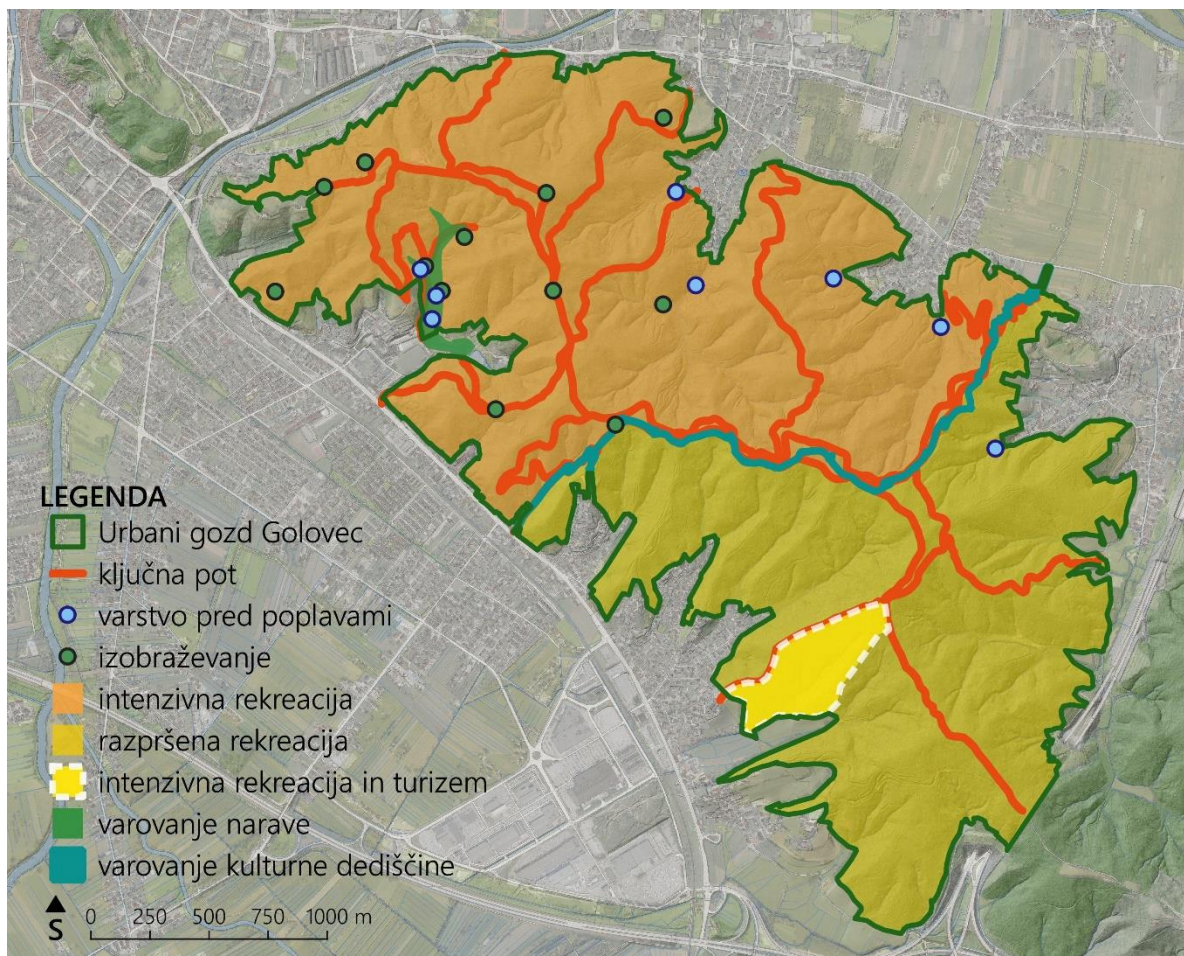 LEGENDA
Urbani gozd Golovec
ključna pot
varstvo pred poplavami
izobraževanje
intenzivna rekreacija
razpršena rekreacija
intenzivna rekreacija in turizem
varovanje narave
varovanje kulturne dediščine
S
0 250 500 750 1000 m